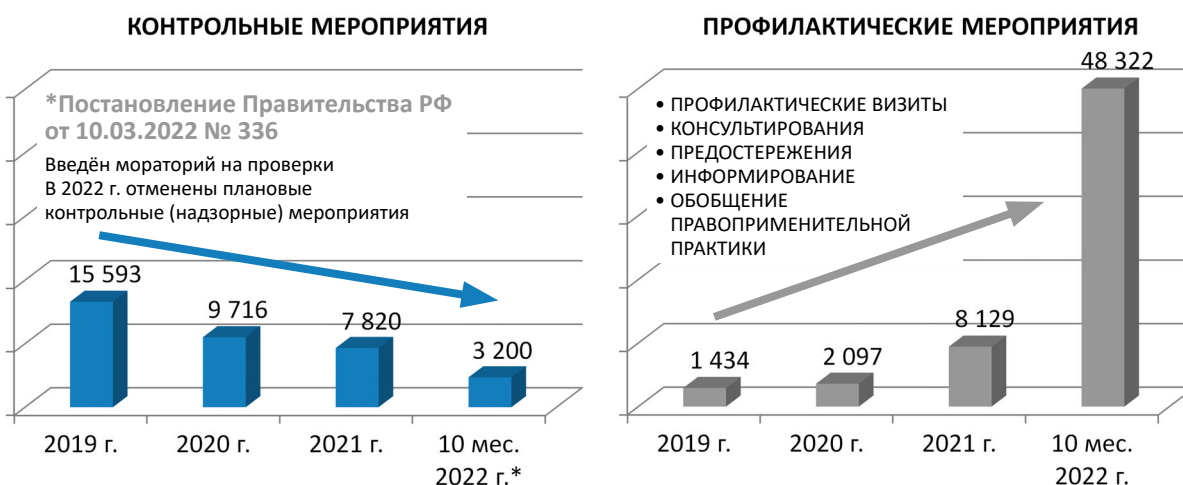 КОНТРОЛЬНЫЕ МЕРОПРИЯТИЯ
*Постановление Правительства РФ
от 10.03.2022 № 336
Введён мораторий на проверки
В 2022 г. отменены плановые
контрольные (надзорные) мероприятия
15 593
9 716
7 820
3 200
2019 г.
2020 г.
2021 г.
10 мес.
2022 г.*
ПРОФИЛАКТИЧЕСКИЕ МЕРОПРИЯТИЯ
• ПРОФИЛАКТИЧЕСКИЕ ВИЗИТЫ
• КОНСУЛЬТИРОВАНИЯ
• ПРЕДОСТЕРЕЖЕНИЯ
• ИНФОРМИРОВАНИЕ
• ОБОБЩЕНИЕ
ПРАВОПРИМЕНИТЕЛЬНОЙ
ПРАКТИКИ
1 434
2 097
8 129
48 322
2019 г.
2020 г.
2021 г.
10 мес.
2022 г.